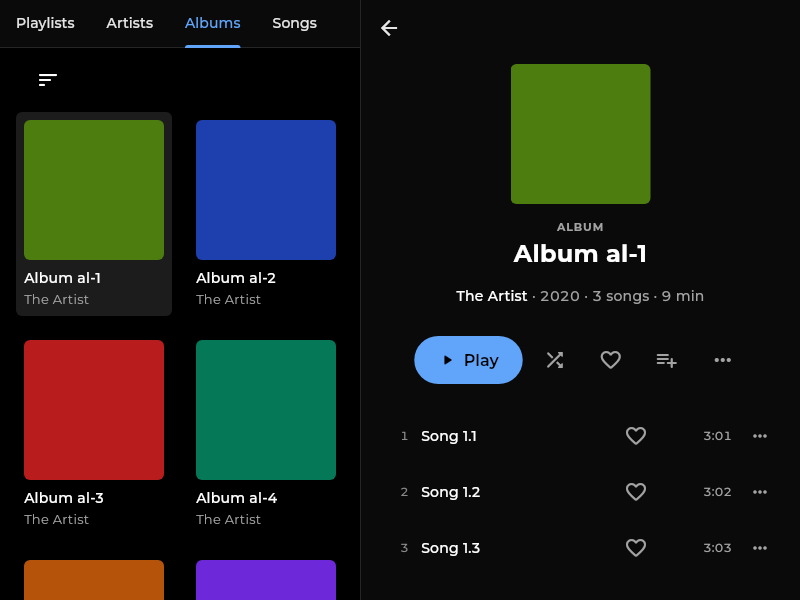 Playlists Artists Albums Songs
Album al-1
The Artist
Album al-2
The Artist
Album al-3
The Artist
Album al-4
The Artist
ALBUM
Album al-1
The Artist · 2020 · 3 songs · 9 min
Play
1 Song 1.1 3:01
2 Song 1.2 3:02
3 Song 1.3 3:03